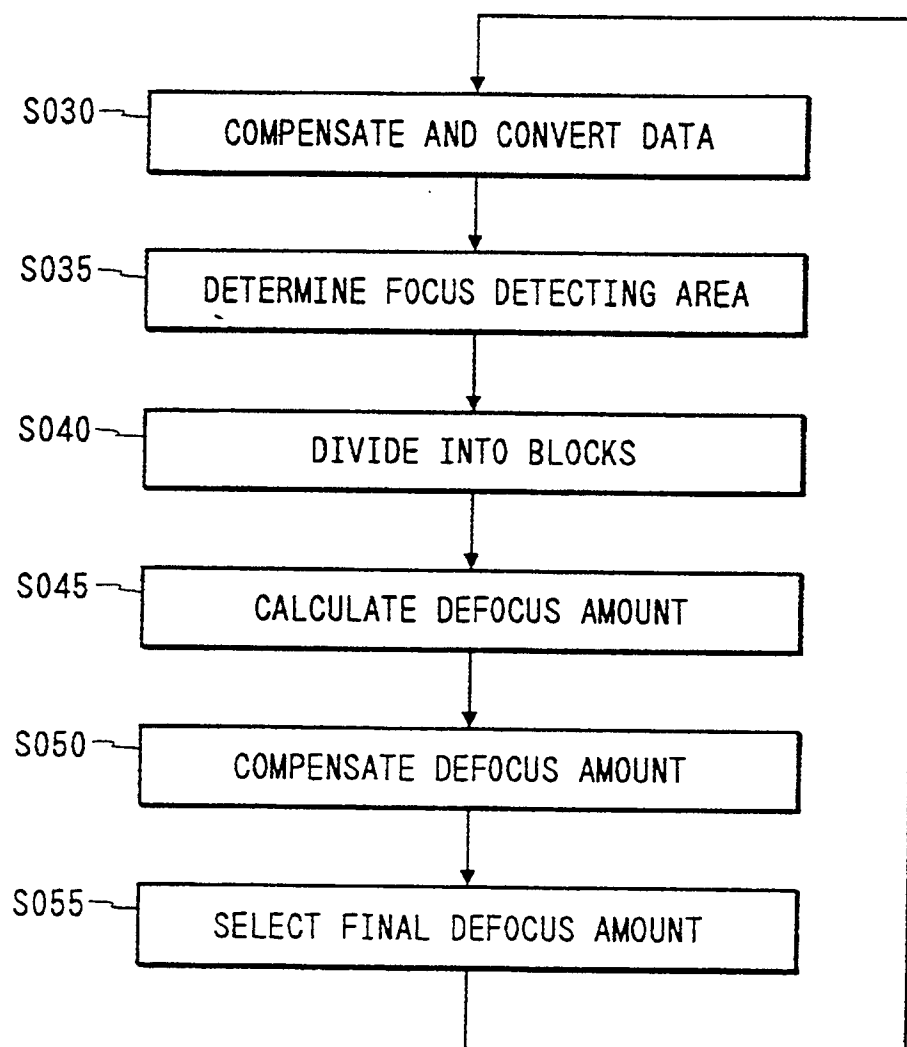 S030
COMPENSATE AND CONVERT DATA
S035
DETERMINE FOCUS DETECTING AREA
S040
DIVIDE INTO BLOCKS
S045
CALCULATE DEFOCUS AMOUNT
S050
COMPENSATE DEFOCUS AMOUNT
S055
SELECT FINAL DEFOCUS AMOUNT